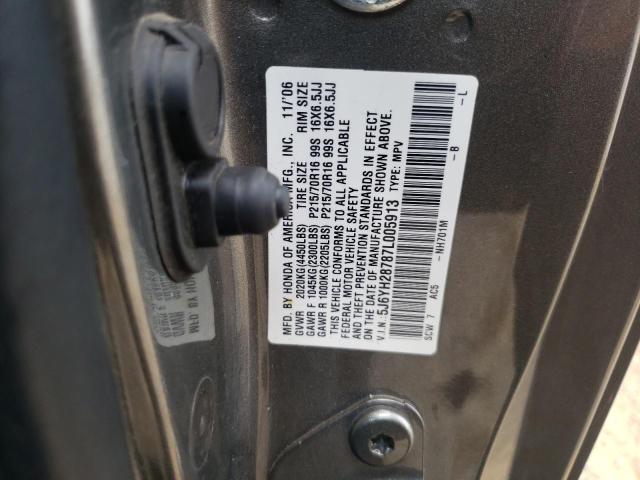 MFD. BY HONDA OF AMERICA MFG., INC. 11/'06
GVWR 2020KG(4450LBS) TIRE SIZE RIM SIZE
GAWR F 1045KG(2300LBS) P215/70R16 99S 16X6.5JJ
GAWR R 1000KG(2205LBS) P215/70R16 99S 16X6.5JJ
THIS VEHICLE CONFORMS TO ALL APPLICABLE
FEDERAL MOTOR VEHICLE SAFETY
AND THEFT PREVENTION STANDARDS IN EFFECT
ON THE DATE OF MANUFACTURE SHOWN ABOVE.
V.I.N.: 5J6YH28787L005913 TYPE: MPV
SCW 7 AC5 -NH701M -B -L